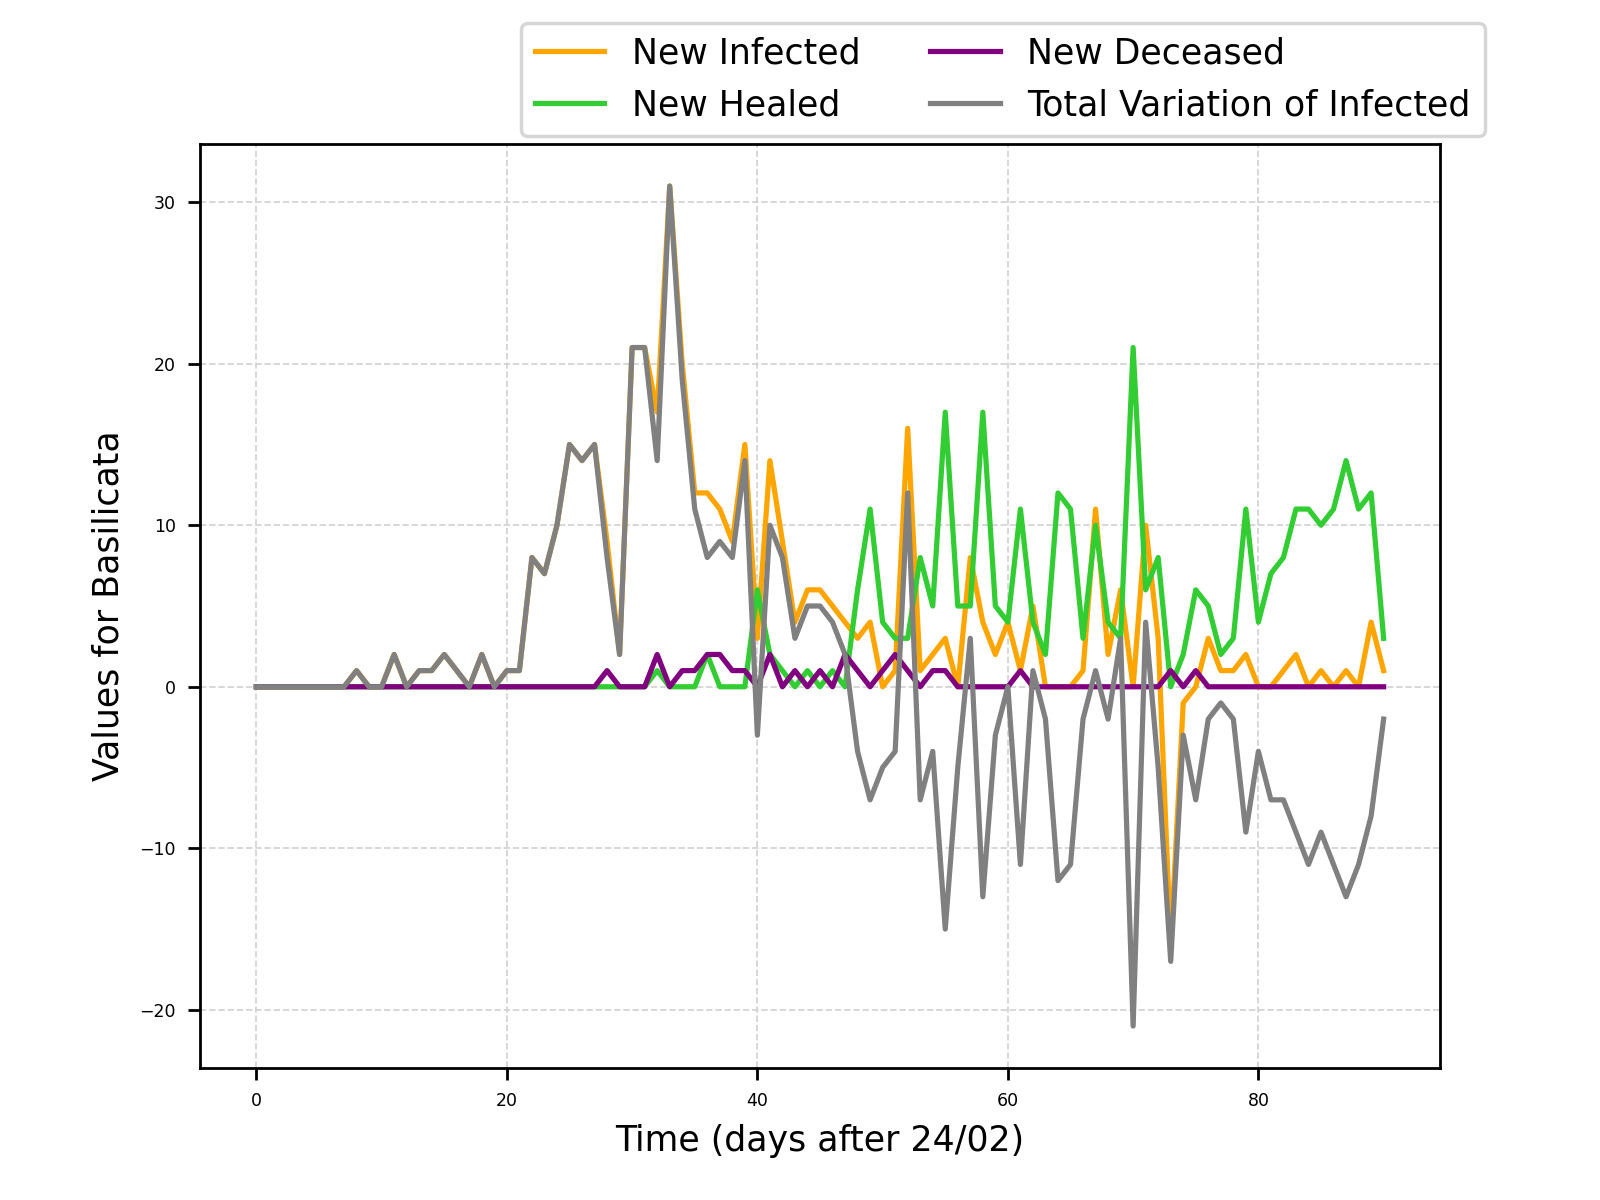 New Infected
New Healed
New Deceased
Total Variation of Infected
30
20
10
0
−10
−20
Values for Basilicata
0 20 40 60 80
Time (days after 24/02)